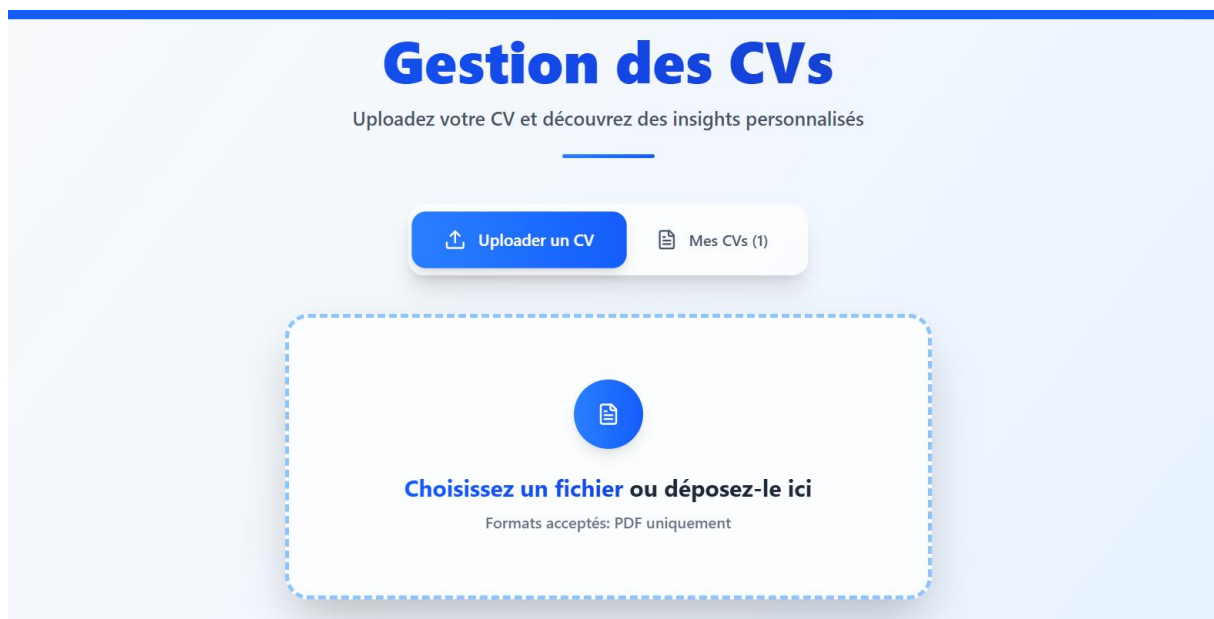 Gestion des CVs
Uploadez votre CV et découvrez des insights personnalisés
Uploader un CV
Mes CVs (1)
Choisissez un fichier ou déposez-le ici
Formats acceptés: PDF uniquement